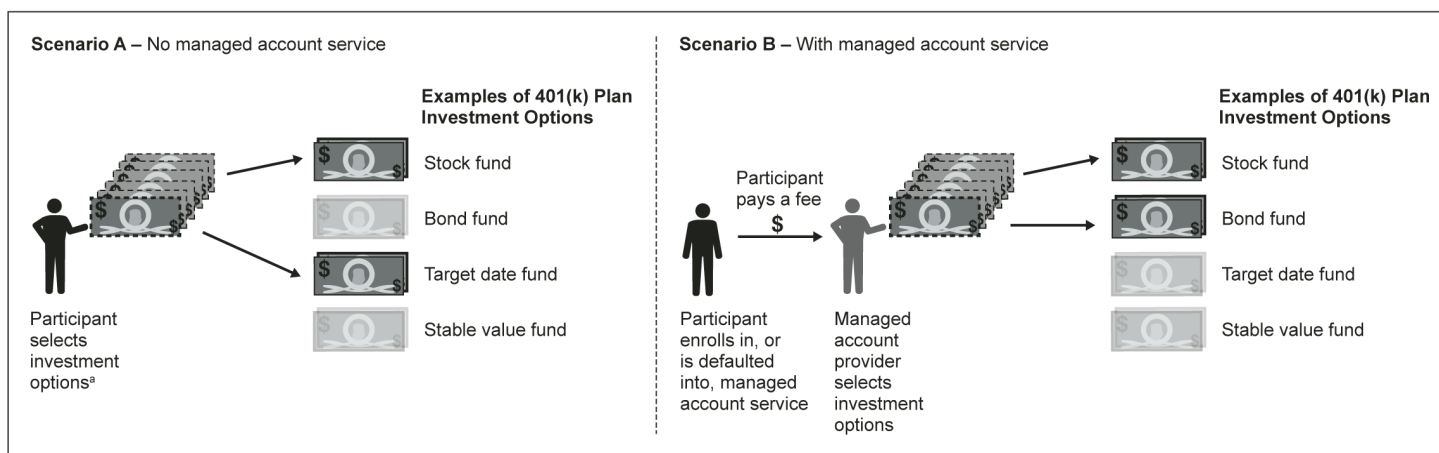 Scenario A – No managed account service
Examples of 401(k) Plan
Investment Options
$ $
Stock fund
$ $
Bond fund
$ $
Target date fund
$ $
Stable value fund
Participant
selects
investment
optionsᵃ
Scenario B – With managed account service
Participant
pays a fee
$
Participant
enrolls in, or
is defaulted
into, managed
account service
Managed
account
provider
selects
investment
options
Examples of 401(k) Plan
Investment Options
$ $
Stock fund
$ $
Bond fund
$ $
Target date fund
$ $
Stable value fund